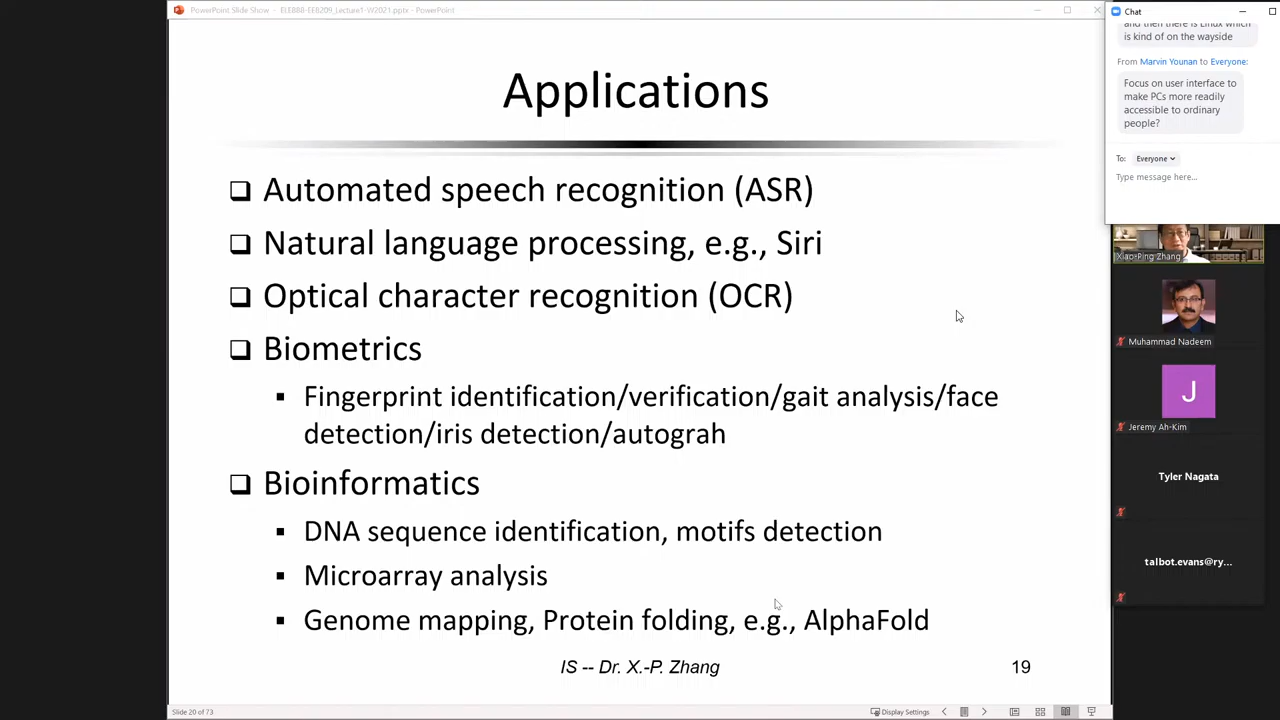 PowerPoint Slide Show - ELE888-EE8209_Lecture1-W2021.pptx - PowerPoint
Applications
Automated speech recognition (ASR)
Natural language processing, e.g., Siri
Optical character recognition (OCR)
Biometrics
Fingerprint identification/verification/gait analysis/face
detection/iris detection/autograh
Bioinformatics
DNA sequence identification, motifs detection
Microarray analysis
Genome mapping, Protein folding, e.g., AlphaFold
IS -- Dr. X.-P. Zhang
19
Slide 20 of 73
Display Settings
Chat
and then there is Linux which
is kind of on the wayside
From Marvin Younan to Everyone:
Focus on user interface to
make PCs more readily
accessible to ordinary
people?
To: Everyone
Type message here...
Xiao-Ping Zhang
Muhammad Nadeem
J
Jeremy Ah-Kim
Tyler Nagata
talbot.evans@ry...